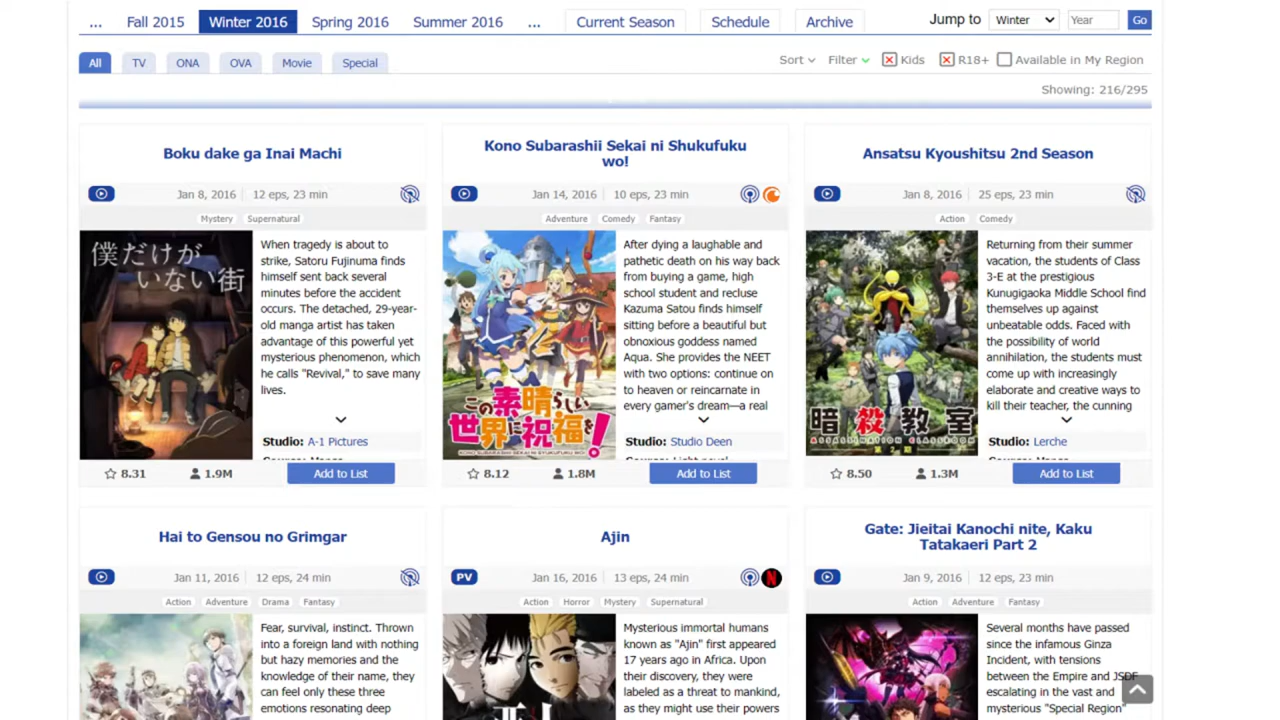 ... Fall 2015 Winter 2016 Spring 2016 Summer 2016 ... Current Season Schedule Archive Jump to Winter Year Go
All TV ONA OVA Movie Special Sort Filter Kids R18+ Available in My Region
Showing: 216/295
Boku dake ga Inai Machi
Jan 8, 2016 12 eps, 23 min
Mystery Supernatural
僕だけが
いない街
When tragedy is about to
strike, Satoru Fujinuma finds
himself sent back several
minutes before the accident
occurs. The detached, 29-year-
old manga artist has taken
advantage of this powerful yet
mysterious phenomenon, which
he calls "Revival," to save many
lives.
Studio: A-1 Pictures
8.31 1.9M Add to List
Kono Subarashii Sekai ni Shukufuku
wo!
Jan 14, 2016 10 eps, 23 min
Adventure Comedy Fantasy
この素晴らしい
世界に祝福を!
KONO SUBARASHII SEKAI NI SYUKUFUKU WO!
After dying a laughable and
pathetic death on his way back
from buying a game, high
school student and recluse
Kazuma Satou finds himself
sitting before a beautiful but
obnoxious goddess named
Aqua. She provides the NEET
with two options: continue on
to heaven or reincarnate in
every gamer's dream—a real
Studio: Studio Deen
8.12 1.8M Add to List
Ansatsu Kyoushitsu 2nd Season
Jan 8, 2016 25 eps, 23 min
Action Comedy
暗殺教室
ASSASSINATION CLASSROOM
第2期
Returning from their summer
vacation, the students of Class
3-E at the prestigious
Kunugigaoka Middle School find
themselves up against
unbeatable odds. Faced with
the possibility of world
annihilation, the students must
come up with increasingly
elaborate and creative ways to
kill their teacher, the cunning
Studio: Lerche
8.50 1.3M Add to List
Hai to Gensou no Grimgar
Jan 11, 2016 12 eps, 24 min
Action Adventure Drama Fantasy
Fear, survival, instinct. Thrown
into a foreign land with nothing
but hazy memories and the
knowledge of their name, they
can feel only these three
emotions resonating deep
Ajin
PV Jan 16, 2016 13 eps, 24 min
Action Horror Mystery Supernatural
Mysterious immortal humans
known as "Ajin" first appeared
17 years ago in Africa. Upon
their discovery, they were
labeled as a threat to mankind,
as they might use their powers
Gate: Jieitai Kanochi nite, Kaku
Tatakaeri Part 2
Jan 9, 2016 12 eps, 23 min
Action Adventure Fantasy
Several months have passed
since the infamous Ginza
Incident, with tensions
between the Empire and JSDF
escalating in the vast and
mysterious "Special Region"